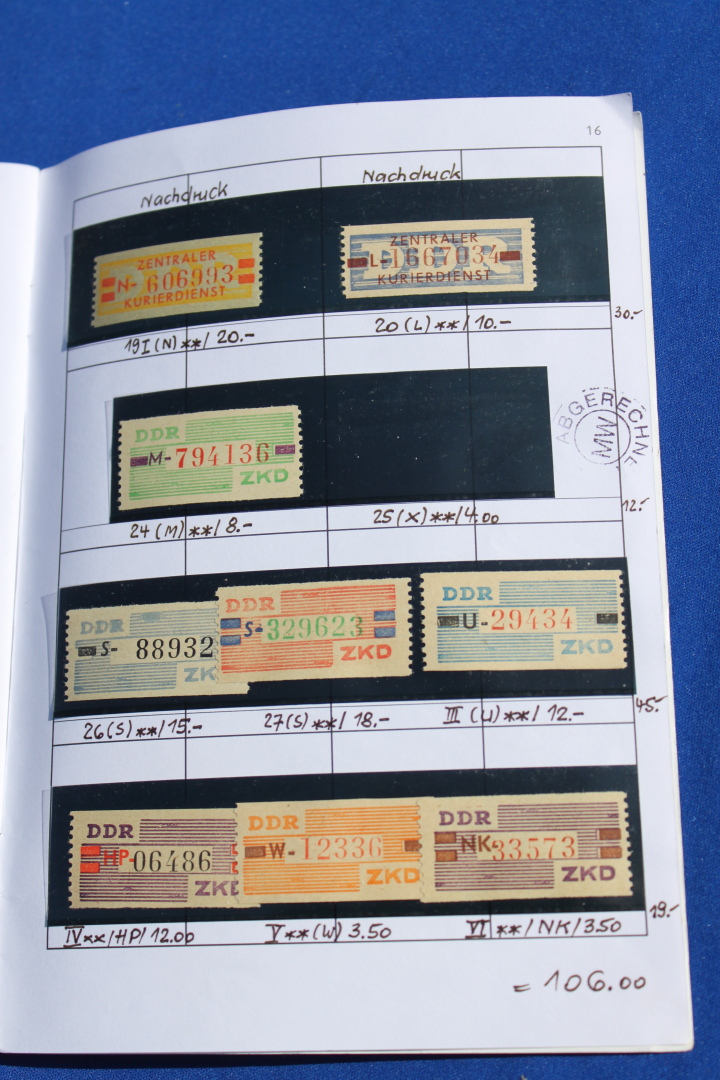 16
Nachdruck
Nachdruck
ZENTRALER
N-606993
KURIERDIENST
ZENTRALER
L-1667034
KURIERDIENST
30.-
19I (N) **/ 20.-
20 (L) **/ 10.-
DDR
M-794136
ZKD
ABGERECHNE
MW
12.-
24 (M) **/ 8.-
25 (X) **/4.00
DDR
S- 88932
ZK
DDR
S-329623
ZKD
DDR
U-29434
ZKD
45.-
26 (S) **/ 15.-
27 (S) **/ 18.-
III (U) **/ 12.-
DDR
HP-06486
ZKD
DDR
W-12336
ZKD
DDR
NK-33573
ZKD
19.-
IV **/HP/ 12.00
V ** (W) 3.50
VI **/ NK/ 3.50
= 106.00